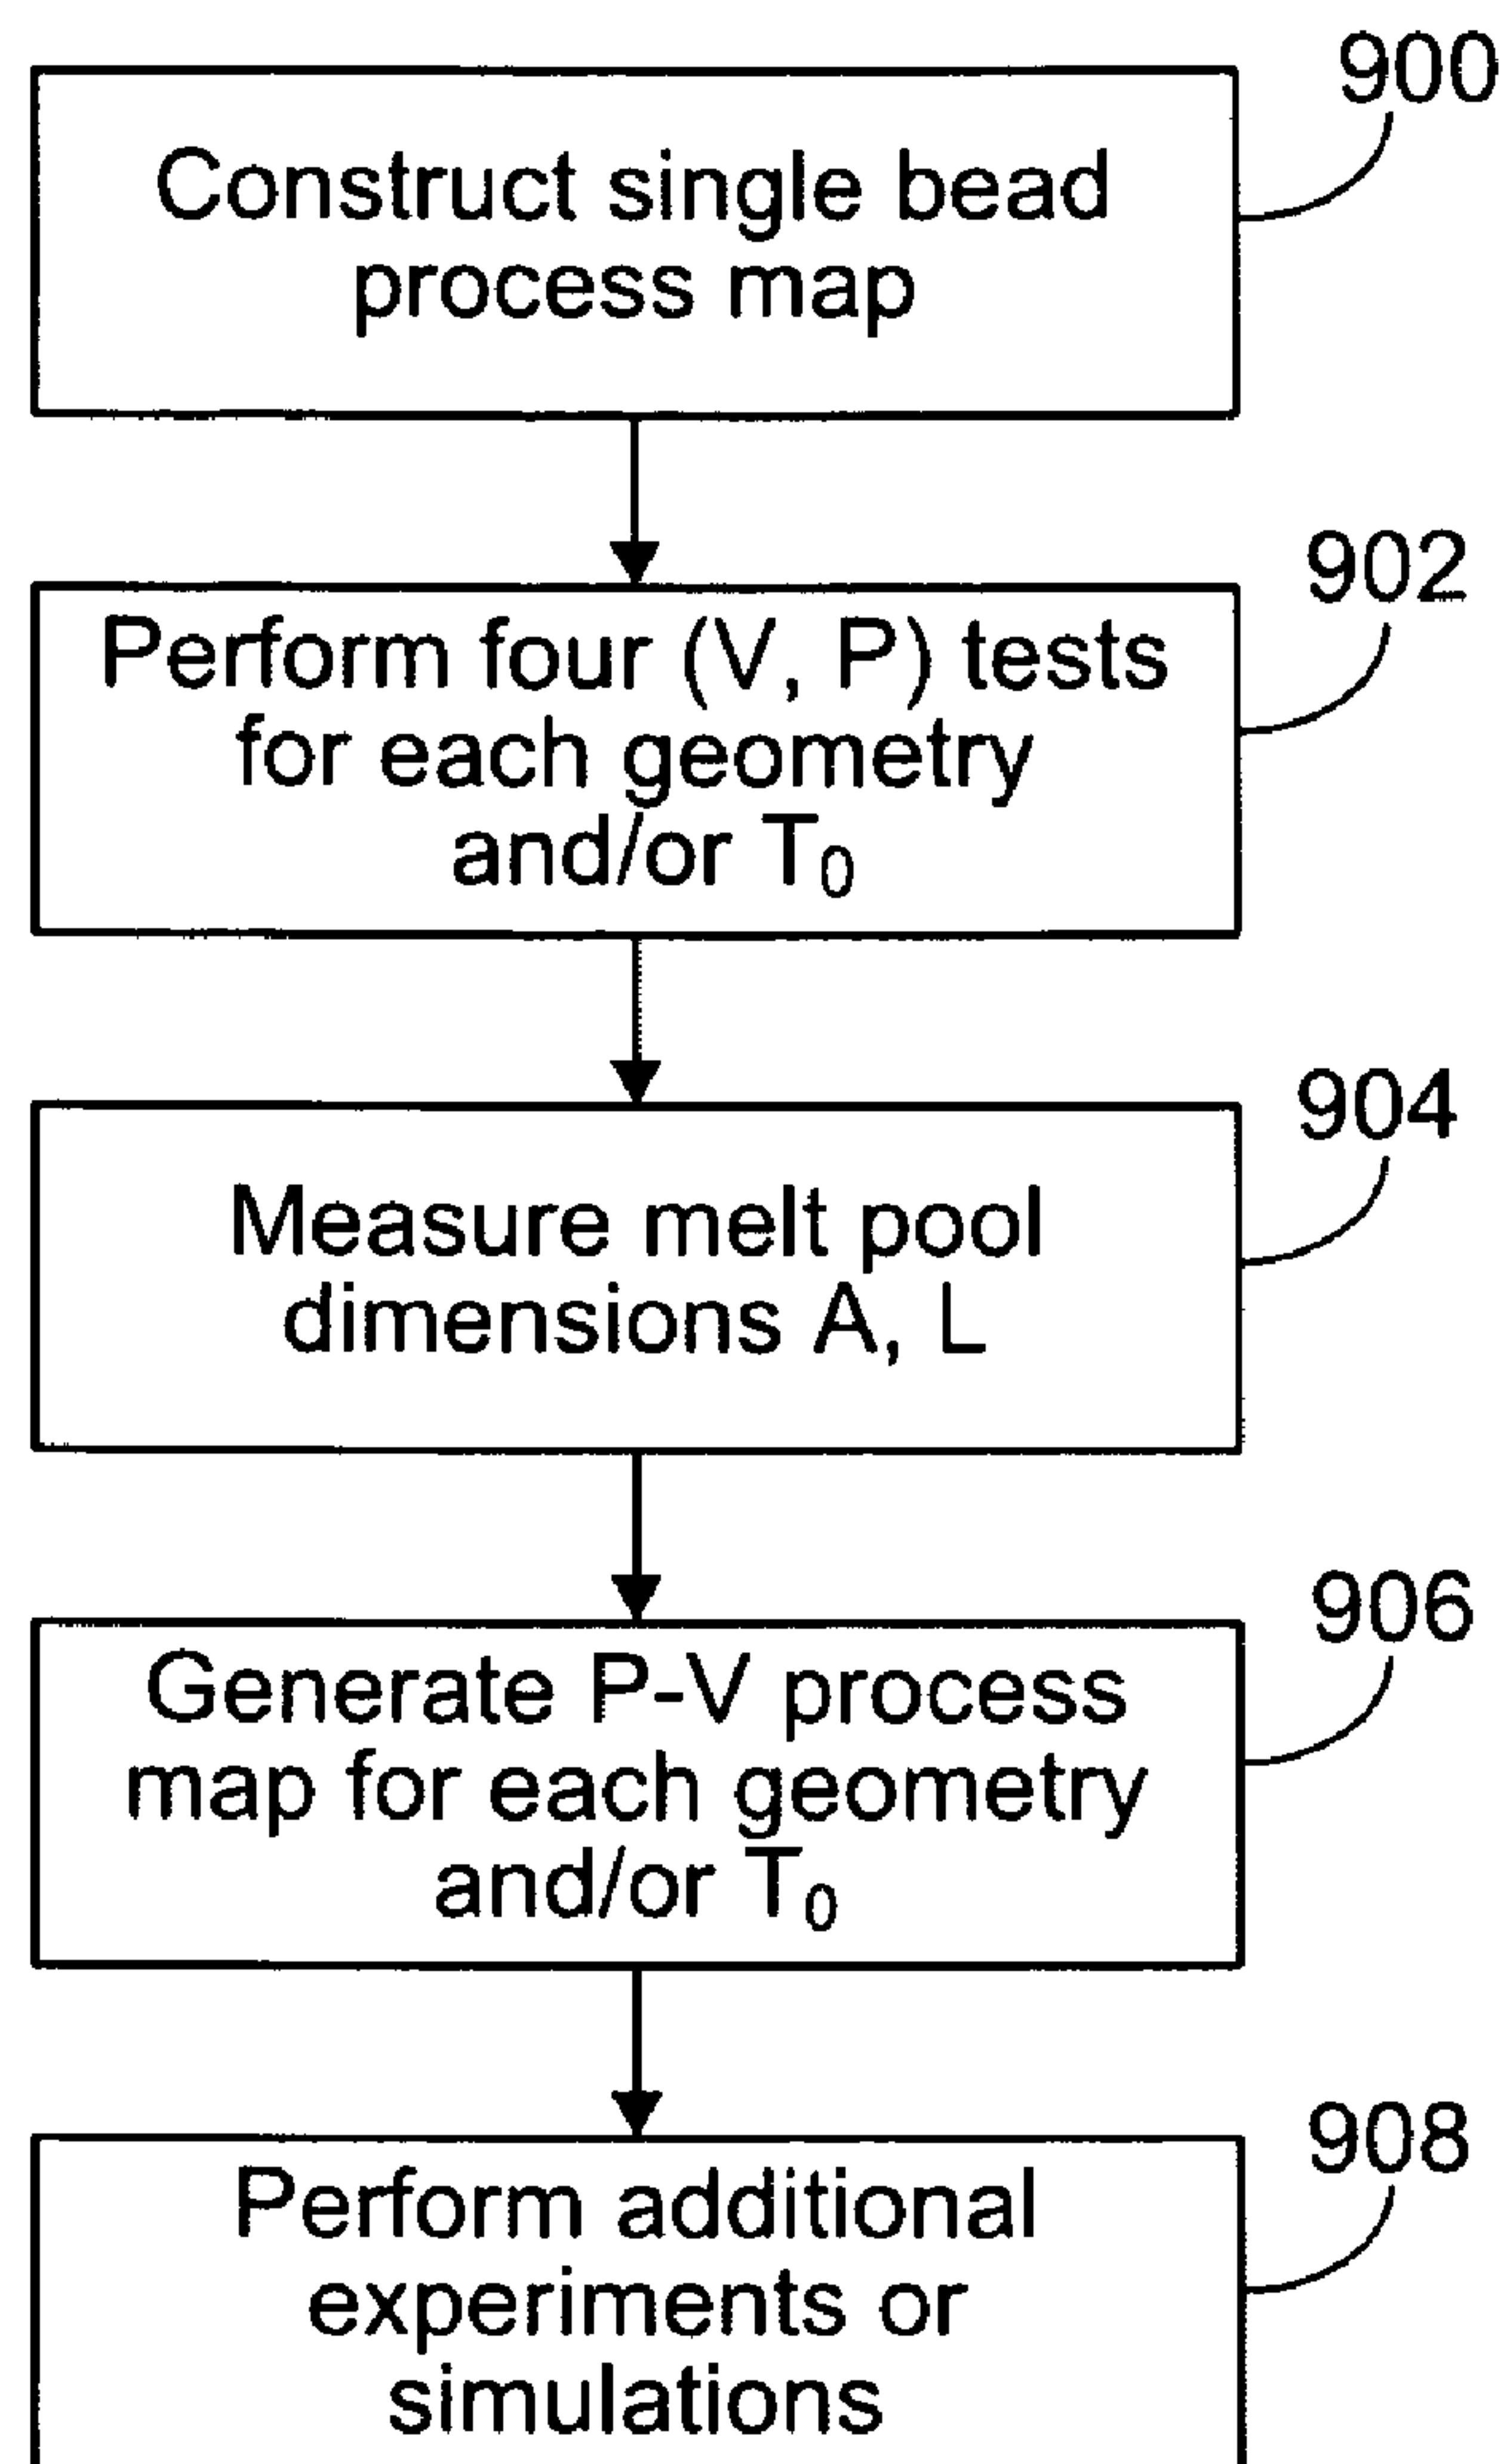 900
Construct single bead
process map
902
Perform four (V, P) tests
for each geometry
and/or T₀
904
Measure melt pool
dimensions A, L
906
Generate P-V process
map for each geometry
and/or T₀
908
Perform additional
experiments or
simulations